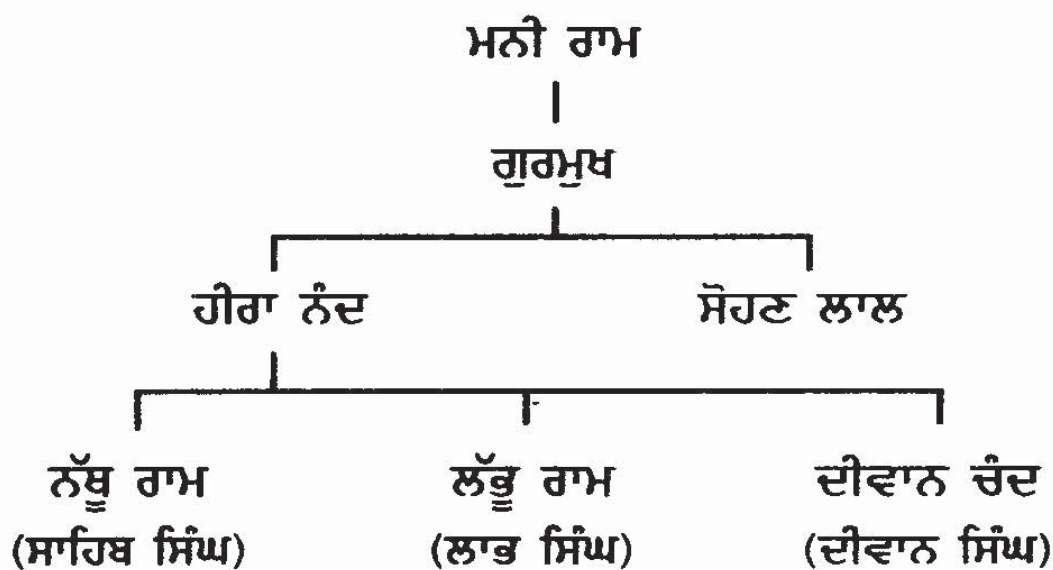 ਮਨੀ ਰਾਮ
ਗੁਰਮੁਖ
ਹੀਰਾ ਨੰਦ ਸੋਹਣ ਲਾਲ
ਨੱਥੂ ਰਾਮ ਲੱਭੂ ਰਾਮ ਦੀਵਾਨ ਚੰਦ
(ਸਾਹਿਬ ਸਿੰਘ) (ਲਾਭ ਸਿੰਘ) (ਦੀਵਾਨ ਸਿੰਘ)